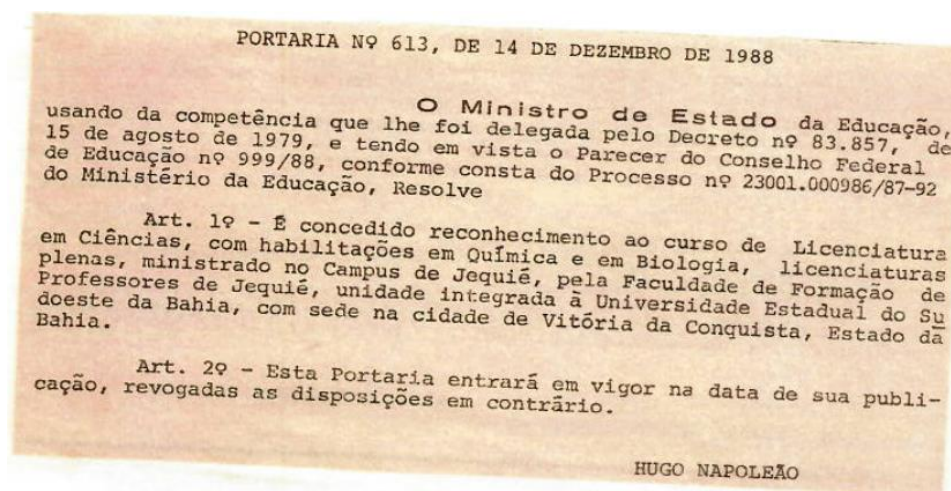 PORTARIA Nº 613, DE 14 DE DEZEMBRO DE 1988
O Ministro de Estado da Educação,
usando da competência que lhe foi delegada pelo Decreto nº 83.857, de
15 de agosto de 1979, e tendo em vista o Parecer do Conselho Federal
de Educação nº 999/88, conforme consta do Processo nº 23001.000986/87-92
do Ministério da Educação, Resolve
Art. 1º - É concedido reconhecimento ao curso de Licenciatura
em Ciências, com habilitações em Química e em Biologia, licenciaturas
plenas, ministrado no Campus de Jequié, pela Faculdade de Formação de
Professores de Jequié, unidade integrada à Universidade Estadual do Su
doeste da Bahia, com sede na cidade de Vitória da Conquista, Estado da
Bahia.
Art. 2º - Esta Portaria entrará em vigor na data de sua publi-
cação, revogadas as disposições em contrário.
HUGO NAPOLEÃO